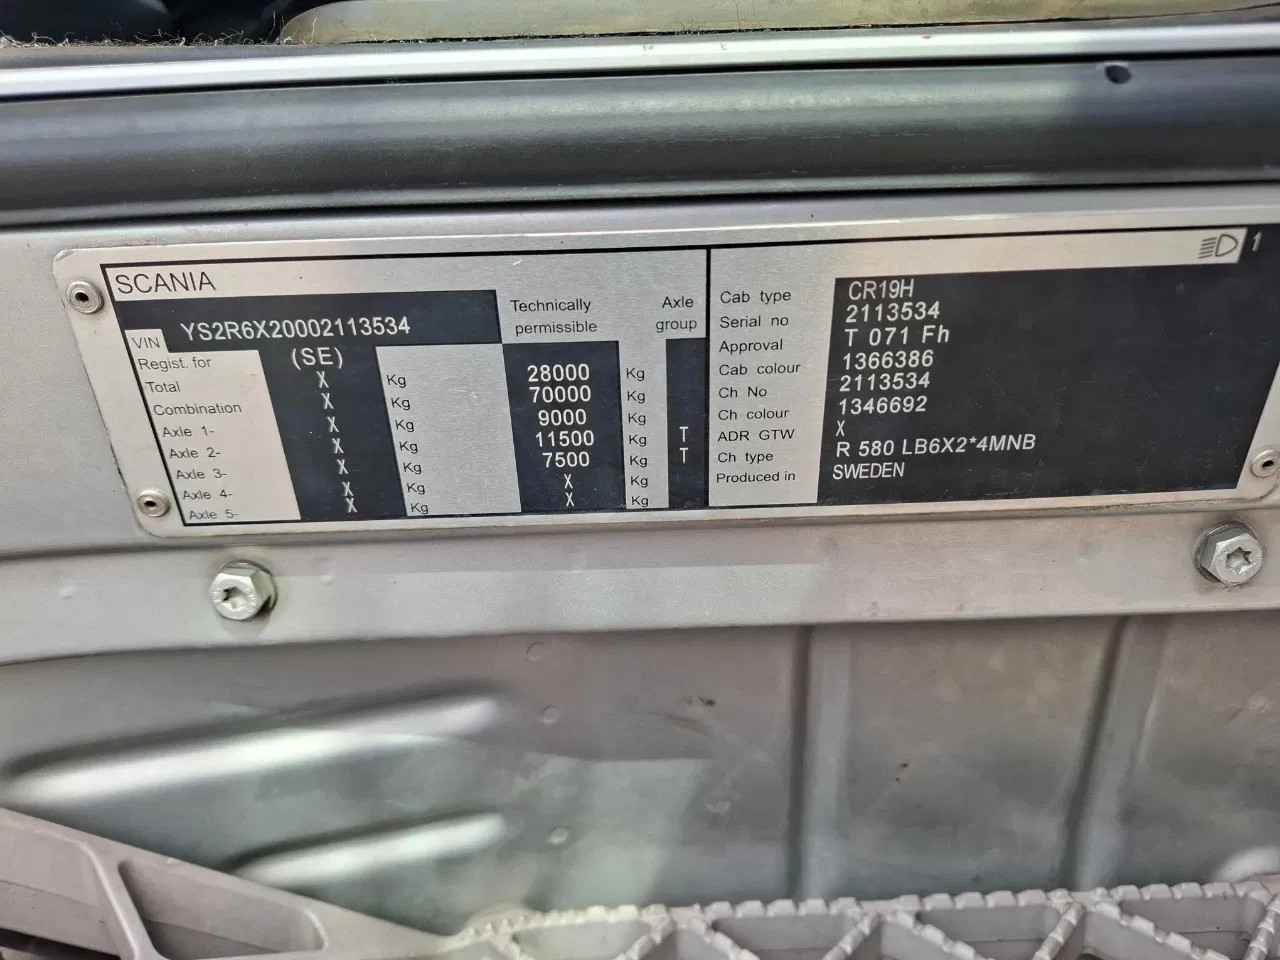 SCANIA
VIN YS2R6X20002113534
Technically permissible
Axle group
Regist. for (SE)
Total X Kg 28000 Kg
Combination X Kg 70000 Kg
Axle 1- X Kg 9000 Kg
Axle 2- X Kg 11500 Kg T
Axle 3- X Kg 7500 Kg T
Axle 4- X Kg X Kg
Axle 5- X Kg X Kg
1
Cab type CR19H
Serial no 2113534
Approval T 071 Fh
Cab colour 1366386
Ch No 2113534
Ch colour 1346692
ADR GTW X
Ch type R 580 LB6X2*4MNB
Produced in SWEDEN